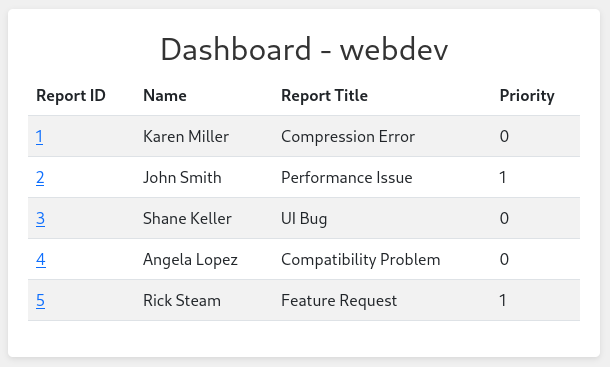 Dashboard - webdev
Report ID Name Report Title Priority
1 Karen Miller Compression Error 0
2 John Smith Performance Issue 1
3 Shane Keller UI Bug 0
4 Angela Lopez Compatibility Problem 0
5 Rick Steam Feature Request 1